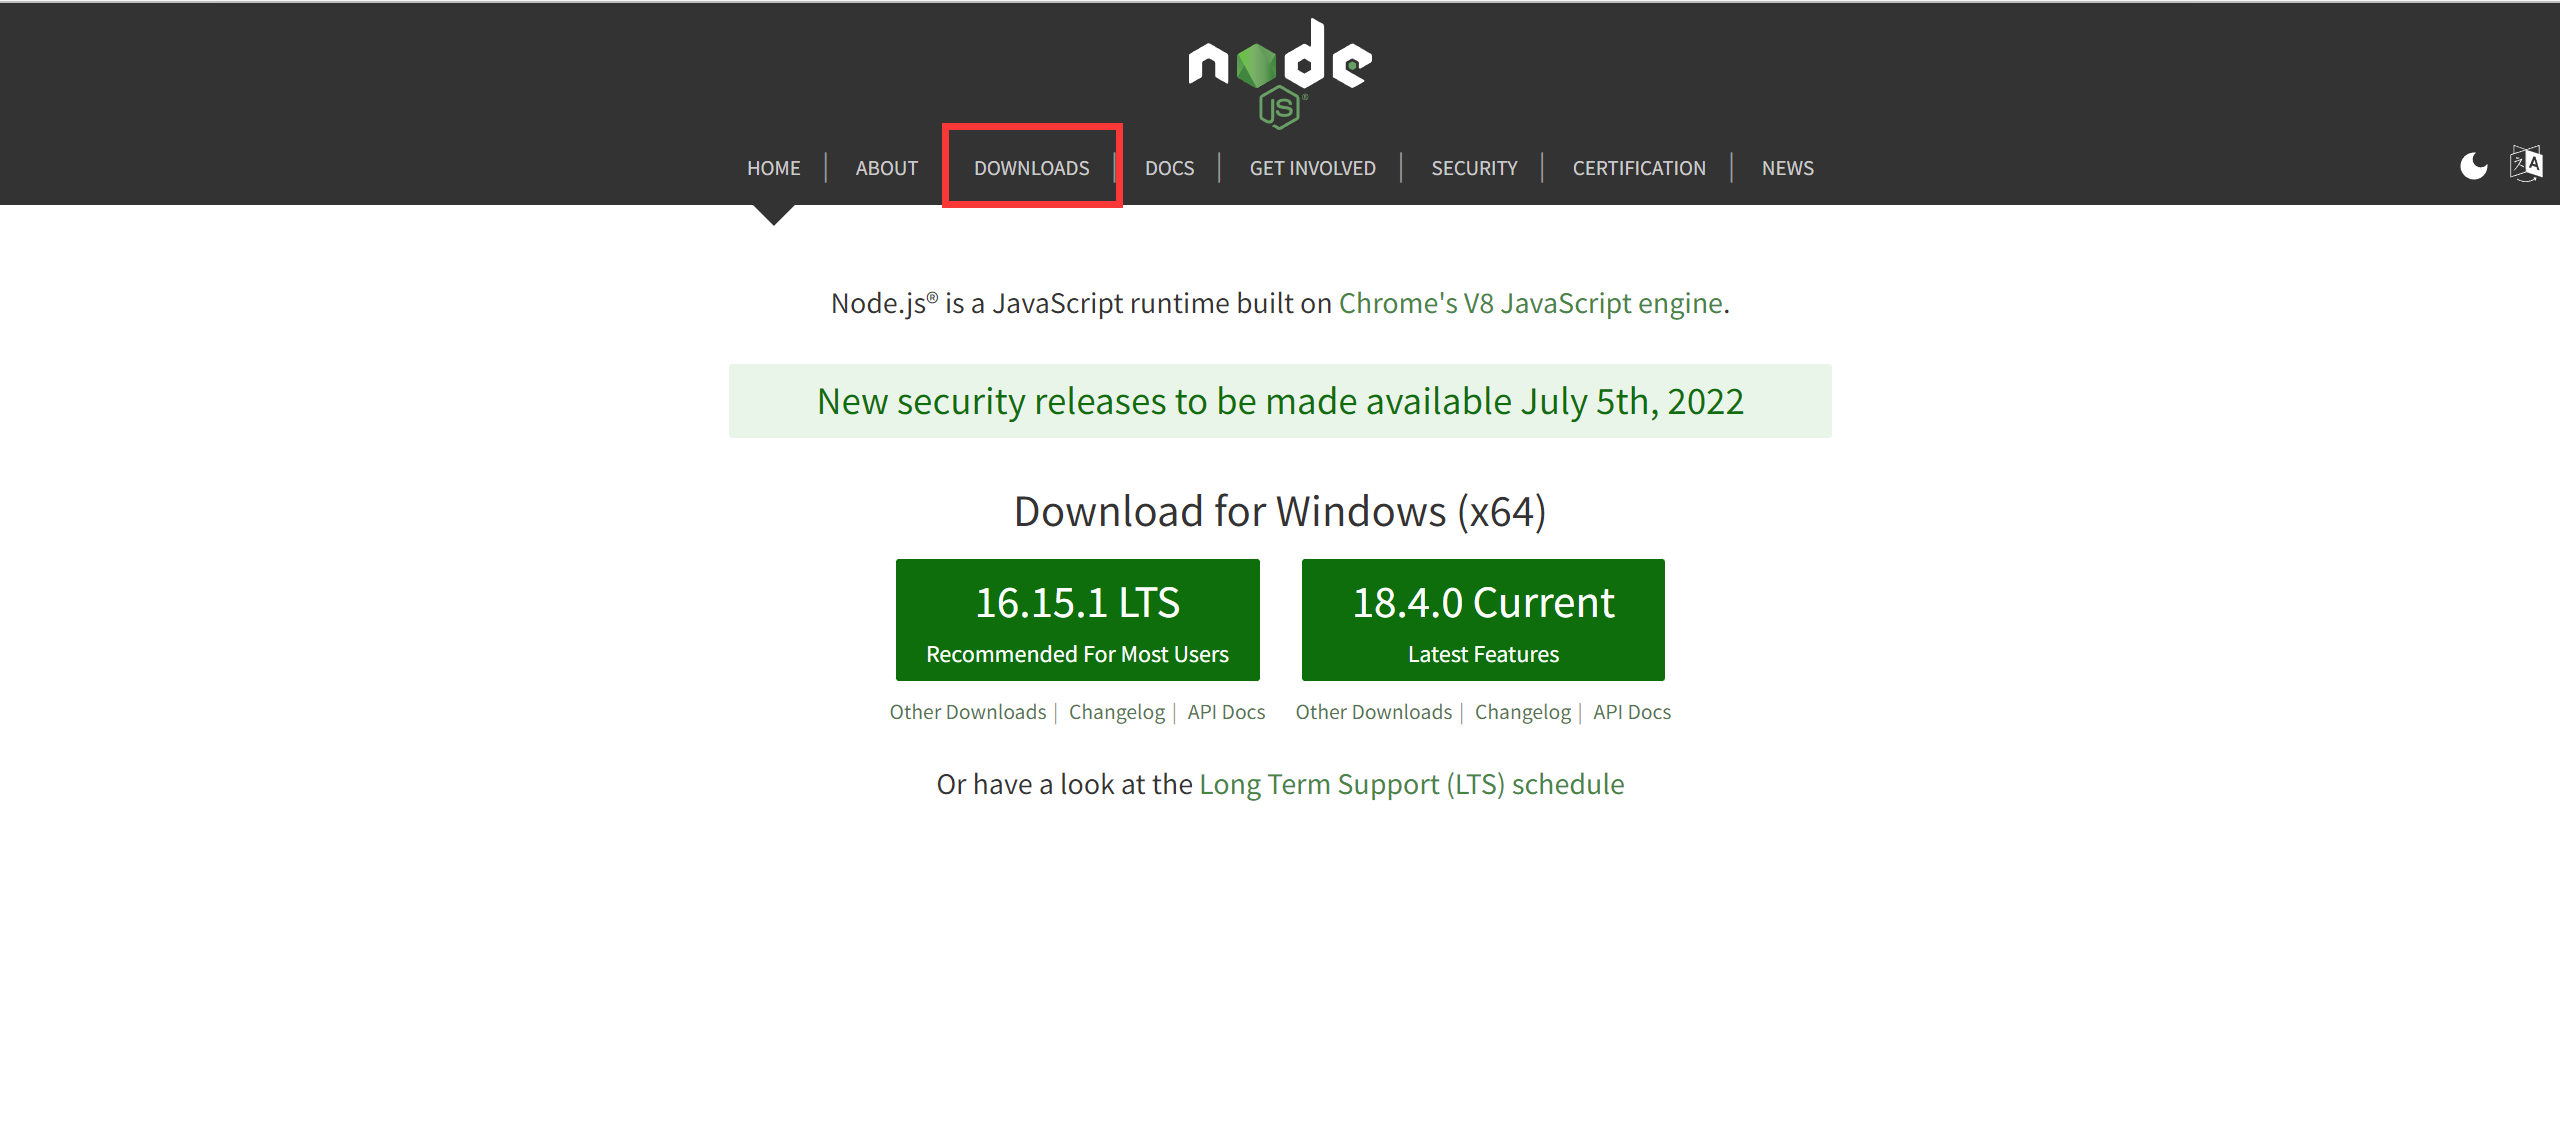 node
JS®
HOME | ABOUT | DOWNLOADS | DOCS | GET INVOLVED | SECURITY | CERTIFICATION | NEWS
Node.js® is a JavaScript runtime built on Chrome's V8 JavaScript engine.
New security releases to be made available July 5th, 2022
Download for Windows (x64)
16.15.1 LTS
Recommended For Most Users
18.4.0 Current
Latest Features
Other Downloads | Changelog | API Docs
Other Downloads | Changelog | API Docs
Or have a look at the Long Term Support (LTS) schedule